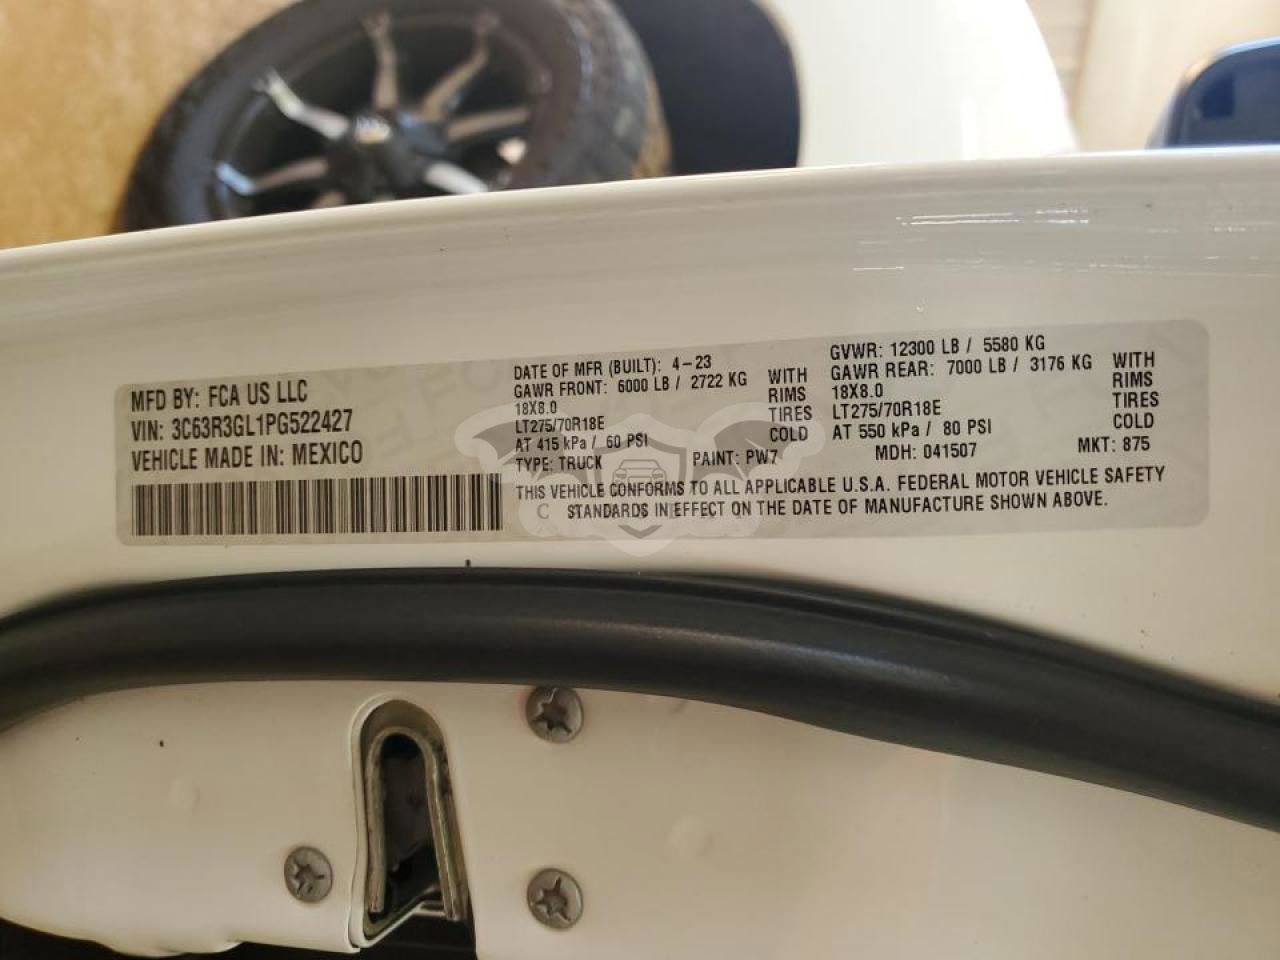 MFD BY: FCA US LLC
VIN: 3C63R3GL1PG522427
VEHICLE MADE IN: MEXICO
DATE OF MFR (BUILT): 4-23
GAWR FRONT: 6000 LB / 2722 KG WITH
18X8.0 RIMS
LT275/70R18E TIRES
AT 415 kPa / 60 PSI COLD
TYPE: TRUCK PAINT: PW7
GVWR: 12300 LB / 5580 KG
GAWR REAR: 7000 LB / 3176 KG WITH
18X8.0 RIMS
LT275/70R18E TIRES
AT 550 kPa / 80 PSI COLD
MDH: 041507 MKT: 875
THIS VEHICLE CONFORMS TO ALL APPLICABLE U.S.A. FEDERAL MOTOR VEHICLE SAFETY
STANDARDS IN EFFECT ON THE DATE OF MANUFACTURE SHOWN ABOVE.